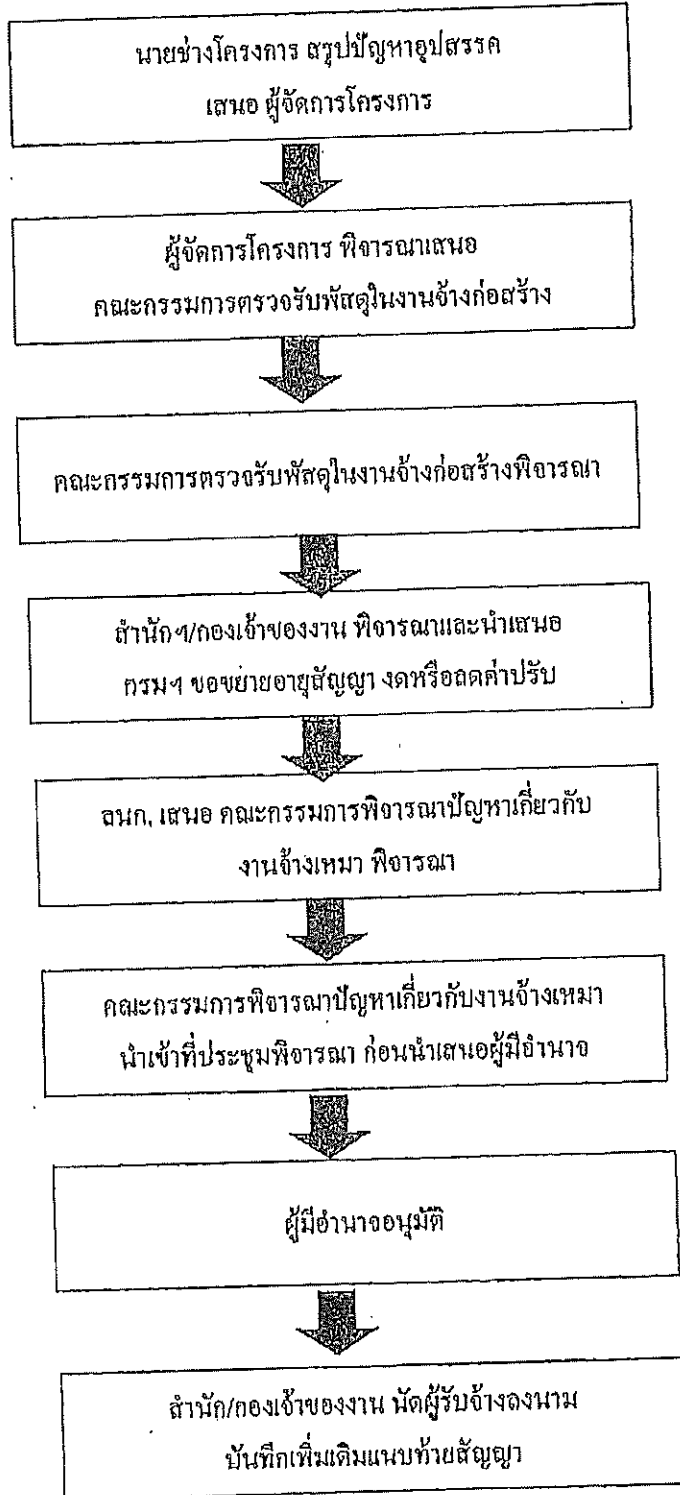 นายช่างโครงการ สรุปปัญหาอุปสรรค
เสนอ ผู้จัดการโครงการ
ผู้จัดการโครงการ พิจารณาเสนอ
คณะกรรมการตรวจรับพัสดุในงานจ้างก่อสร้าง
คณะกรรมการตรวจรับพัสดุในงานจ้างก่อสร้างพิจารณา
สำนักฯ/กองเจ้าของงาน พิจารณาและนำเสนอ
กรมฯ ขอขยายอายุสัญญา งดหรือลดค่าปรับ
ลนก. เสนอ คณะกรรมการพิจารณาปัญหาเกี่ยวกับ
งานจ้างเหมา พิจารณา
คณะกรรมการพิจารณาปัญหาเกี่ยวกับงานจ้างเหมา
นำเข้าที่ประชุมพิจารณา ก่อนนำเสนอผู้มีอำนาจ
ผู้มีอำนาจอนุมัติ
สำนัก/กองเจ้าของงาน นัดผู้รับจ้างลงนาม
บันทึกเพิ่มเติมแนบท้ายสัญญา